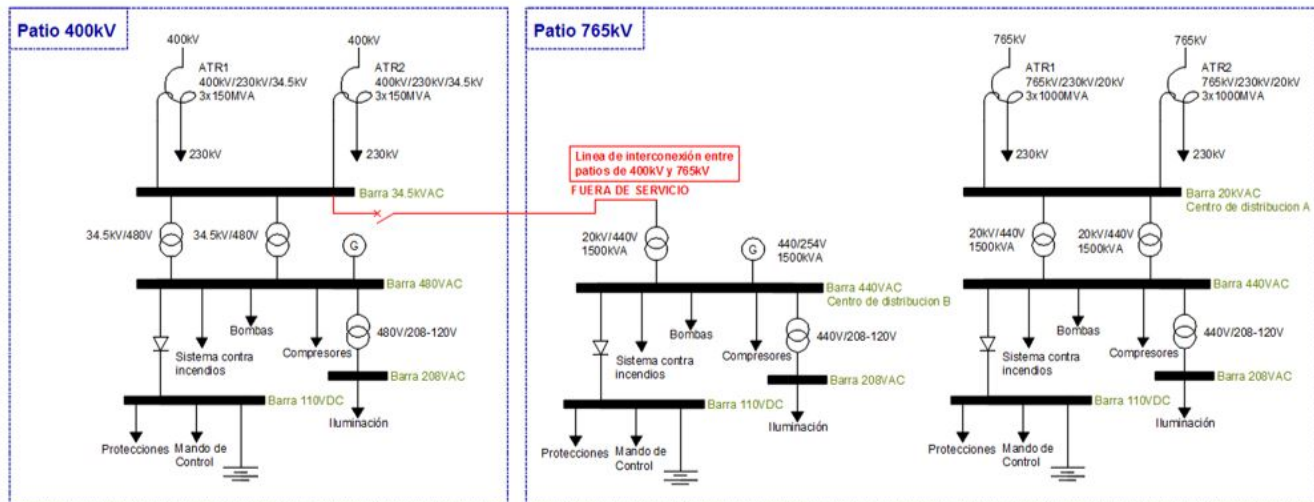 Patio 400kV
400kV
400kV
ATR1
400kV/230kV/34.5kV
3x150MVA
ATR2
400kV/230kV/34.5kV
3x150MVA
230kV
230kV
Barra 34.5kVAC
34.5kV/480V
34.5kV/480V
G
Barra 480VAC
480V/208-120V
Bombas
Sistema contra
incendios
Compresores
Barra 208VAC
Barra 110VDC
Iluminación
Protecciones
Mando de
Control
Patio 765kV
Linea de interconexión entre
patios de 400kV y 765kV
FUERA DE SERVICIO
20kV/440V
1500kVA
G
440/254V
1500kVA
Barra 440VAC
Centro de distribucion B
440V/208-120V
Bombas
Sistema contra
incendios
Compresores
Barra 208VAC
Barra 110VDC
Iluminación
Protecciones
Mando de
Control
765kV
765kV
ATR1
765kV/230kV/20kV
3x1000MVA
ATR2
765kV/230kV/20kV
3x1000MVA
230kV
230kV
Barra 20kVAC
Centro de distribucion A
20kV/440V
1500kVA
20kV/440V
1500kVA
Barra 440VAC
440V/208-120V
Bombas
Sistema contra
incendios
Compresores
Barra 208VAC
Barra 110VDC
Iluminación
Protecciones
Mando de
Control